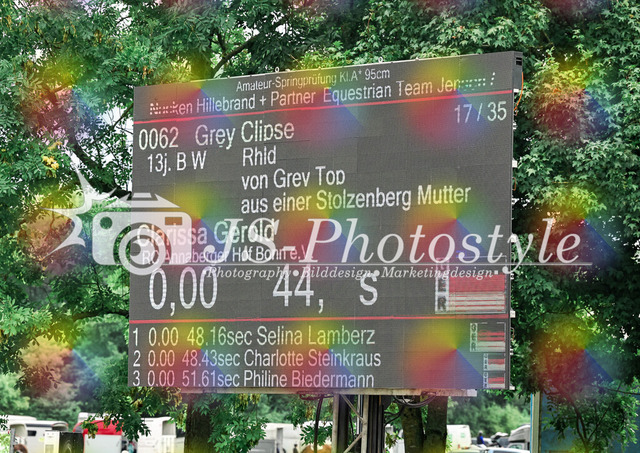 Amateur-Springprüfung Kl.A* 95cm
Hillebrand + Partner Equestrian Team
17 / 35
0062 Grey Clipse
13j. B W Rhld
von Grey Top
aus einer Stolzenberg Mutter
Clarissa Gerold
Annaberger Hof Bonn e.V.
0,00 44, S
1 0.00 48.16sec Selina Lamberz
2 0.00 48.43sec Charlotte Steinkraus
3 0.00 51.61sec Philine Biedermann
JS-Photostyle
Photography•Bilddesign•Marketingdesign